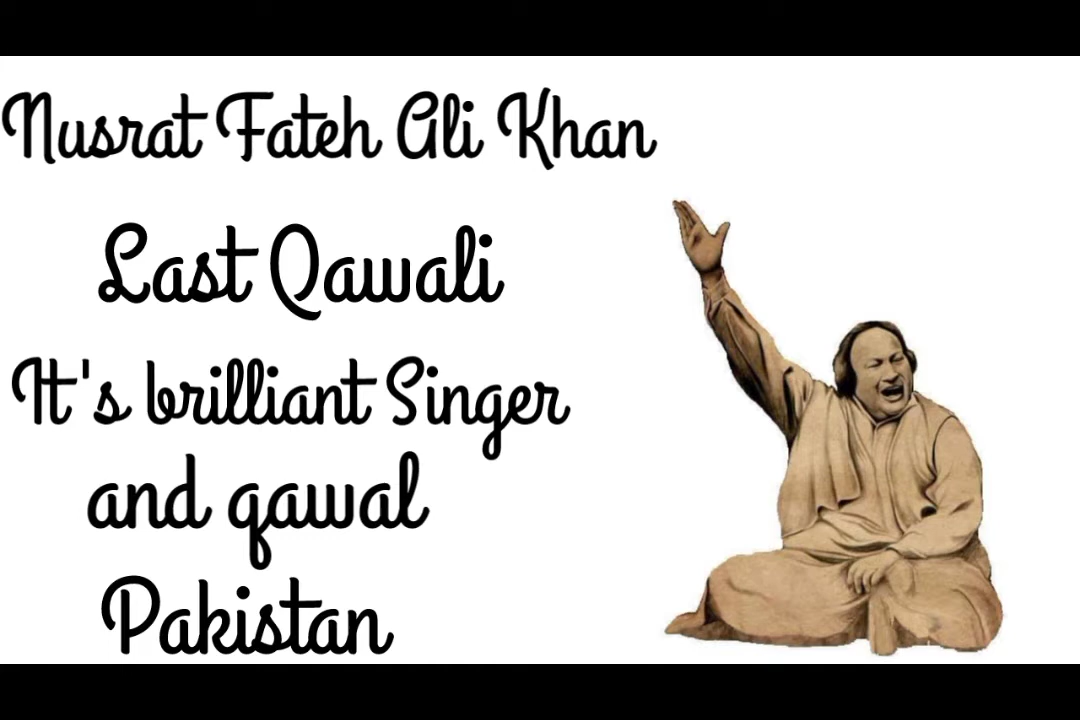 Nusrat Fateh Ali Khan
Last Qawali
It's brilliant Singer
and qawal
Pakistan